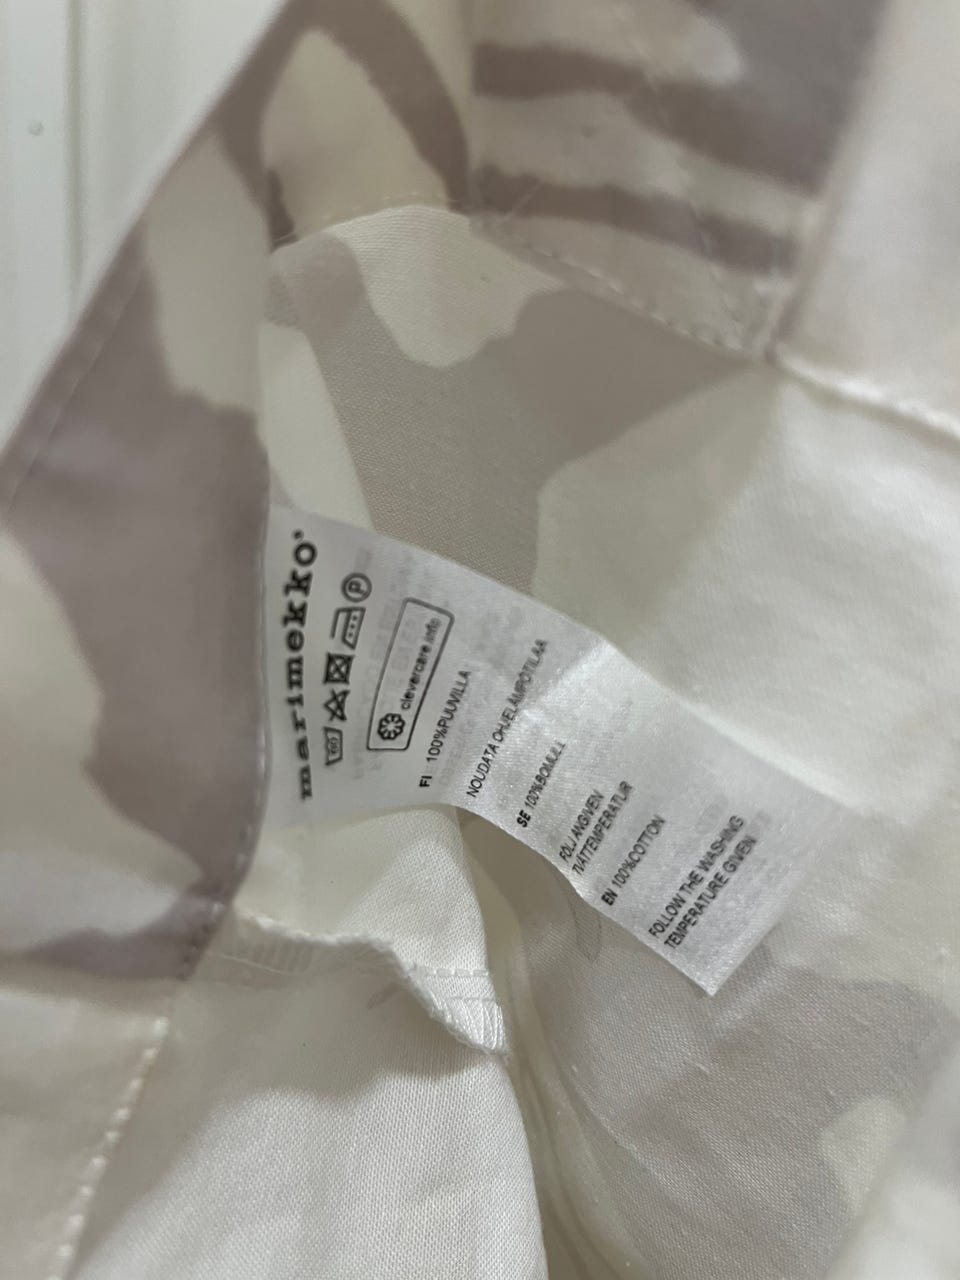 marimekko®
60
P
clevercare.info
FI 100%PUUVILLA
NOUDATA OHJELÄMPÖTILAA
SE 100%BOMULL
FÖLJ ANGIVEN
TVÄTTEMPERATUR
EN 100%COTTON
FOLLOW THE WASHING
TEMPERATURE GIVEN